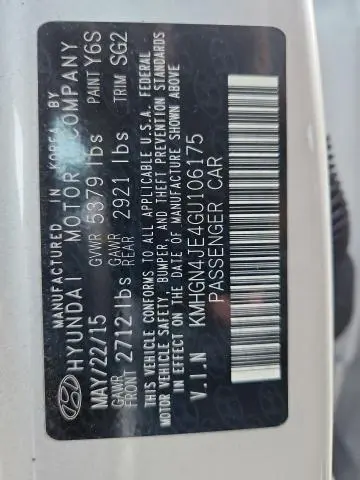 MANUFACTURED IN KOREA BY
HYUNDAI MOTOR COMPANY
MAY/22/15 GVWR 5379 lbs PAINT Y6S
GAWR FRONT 2712 lbs GAWR REAR 2921 lbs TRIM SG2
THIS VEHICLE CONFORMS TO ALL APPLICABLE U.S.A. FEDERAL
MOTOR VEHICLE SAFETY, BUMPER, AND THEFT PREVENTION STANDARDS
IN EFFECT ON THE DATE OF MANUFACTURE SHOWN ABOVE
V.I.N KMHGN4JE4GU106175
PASSENGER CAR